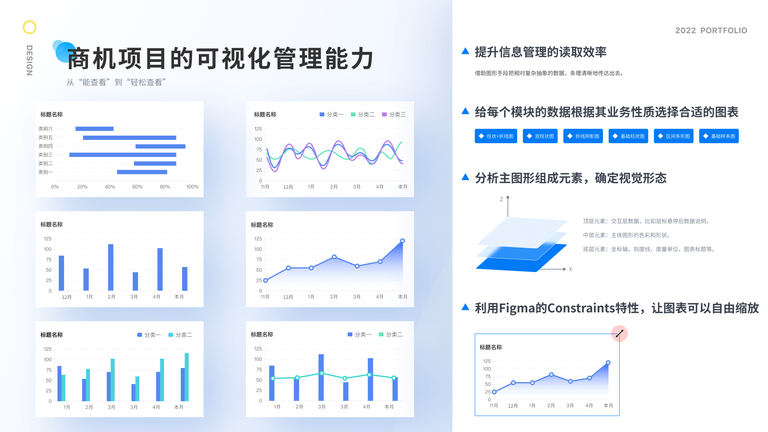 DESIGN
2022 PORTFOLIO
商机项目的可视化管理能力
从“能查看”到“轻松查看”
标题名称
类别八
类别五
类别四
类别三
类别二
类别一
0% 20% 40% 60% 80% 100%
标题名称
分类一 分类二 分类三
125
100
75
50
25
0
11月 12月 1月 2月 3月 4月 本月
标题名称
125
100
75
50
25
0
12月 1月 2月 3月 4月 本月
标题名称
125
100
75
50
25
0
11月 12月 1月 2月 3月 4月 本月
标题名称
分类一 分类二
125
100
75
50
25
0
1月 2月 3月 3月 4月 本月
标题名称
分类一 分类二
125
100
75
50
25
0
1月 2月 3月 3月 4月 本月
提升信息管理的读取效率
借助图形手段把相对复杂抽象的数据，条理清晰地传达出去。
给每个模块的数据根据其业务性质选择合适的图表
柱状+折线图
双柱状图
折线阴影图
基础柱状图
区间条形图
基础样条图
分析主图形组成元素，确定视觉形态
Z
X
顶层元素：交互层数据，比如鼠标悬停后数据说明。
中层元素：主体图形的色彩和形状。
底层元素：坐标轴，刻度线，度量单位，图表标题等。
利用Figma的Constraints特性，让图表可以自由缩放
标题名称
125
100
75
50
25
0
11月 12月 1月 2月 3月 4月 本月